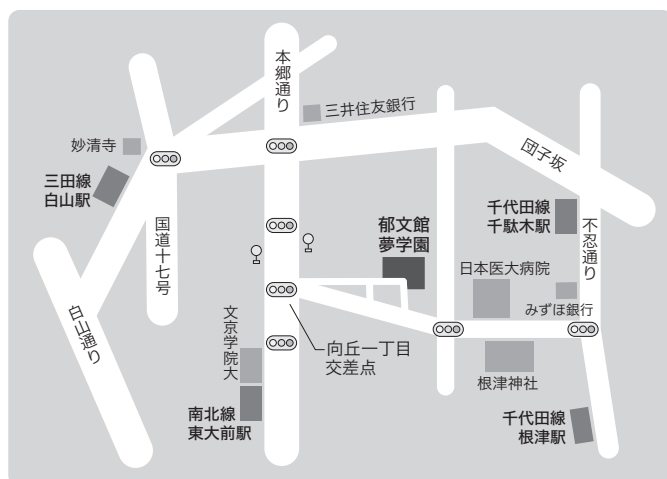 本郷通り
三井住友銀行
妙清寺
団子坂
三田線
白山駅
千代田線
千駄木駅
不忍通り
国道十七号
郁文館
夢学園
日本医大病院
みずほ銀行
白山通り
文京学院大
向丘一丁目
交差点
根津神社
南北線
東大前駅
千代田線
根津駅